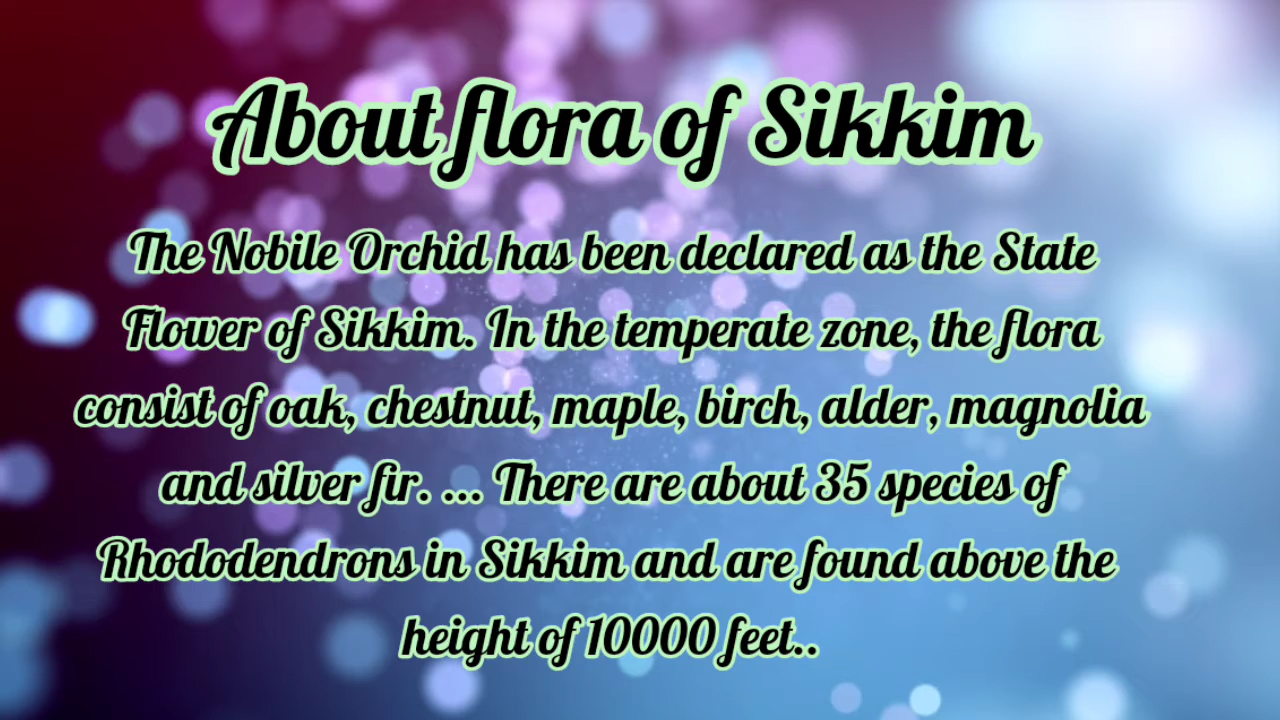 About flora of Sikkim
The Nobile Orchid has been declared as the State
Flower of Sikkim. In the temperate zone, the flora
consist of oak, chestnut, maple, birch, alder, magnolia
and silver fir. ... There are about 35 species of
Rhododendrons in Sikkim and are found above the
height of 10000 feet..